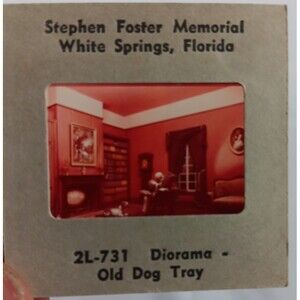 Stephen Foster Memorial
White Springs, Florida
2L-731 Diorama -
Old Dog Tray